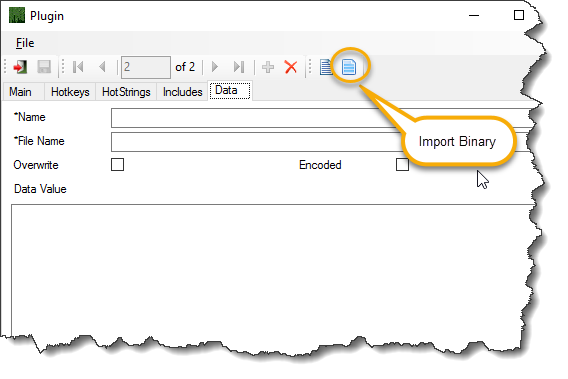 Plugin
File
2 of 2
Main Hotkeys HotStrings Includes Data
*Name
*File Name
Import Binary
Overwrite Encoded
Data Value